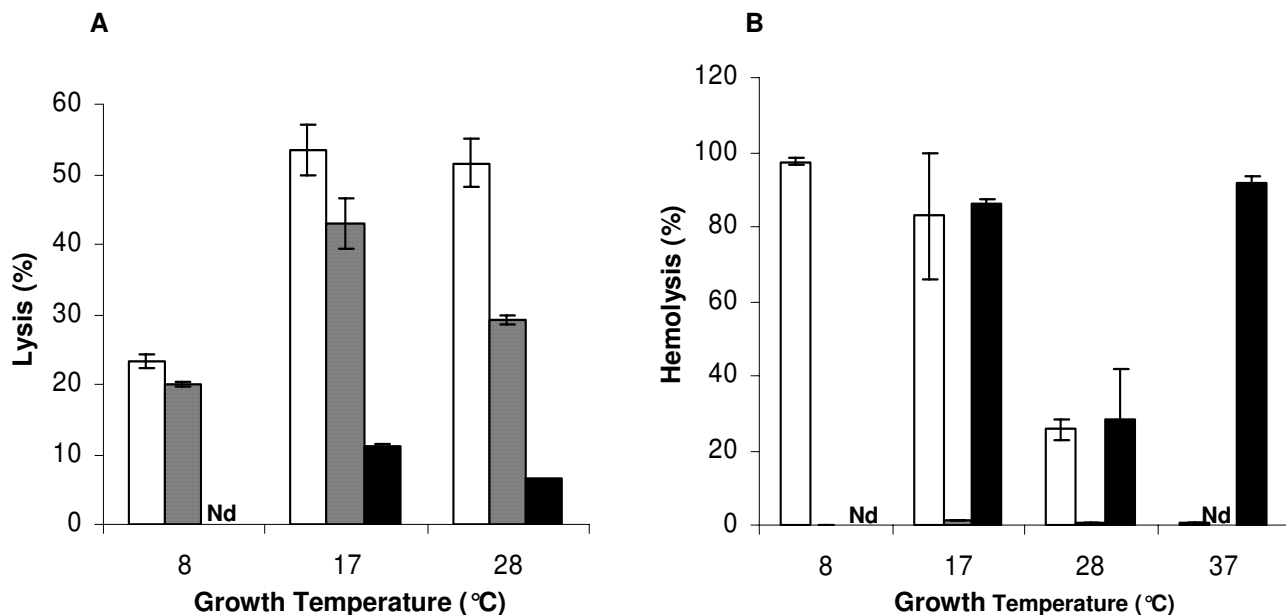 A
Lysis (%)
60
50
40
30
20
10
0
Nd
8 17 28
Growth Temperature (°C)
B
Hemolysis (%)
120
100
80
60
40
20
0
Nd
Nd
8 17 28 37
Growth Temperature (°C)